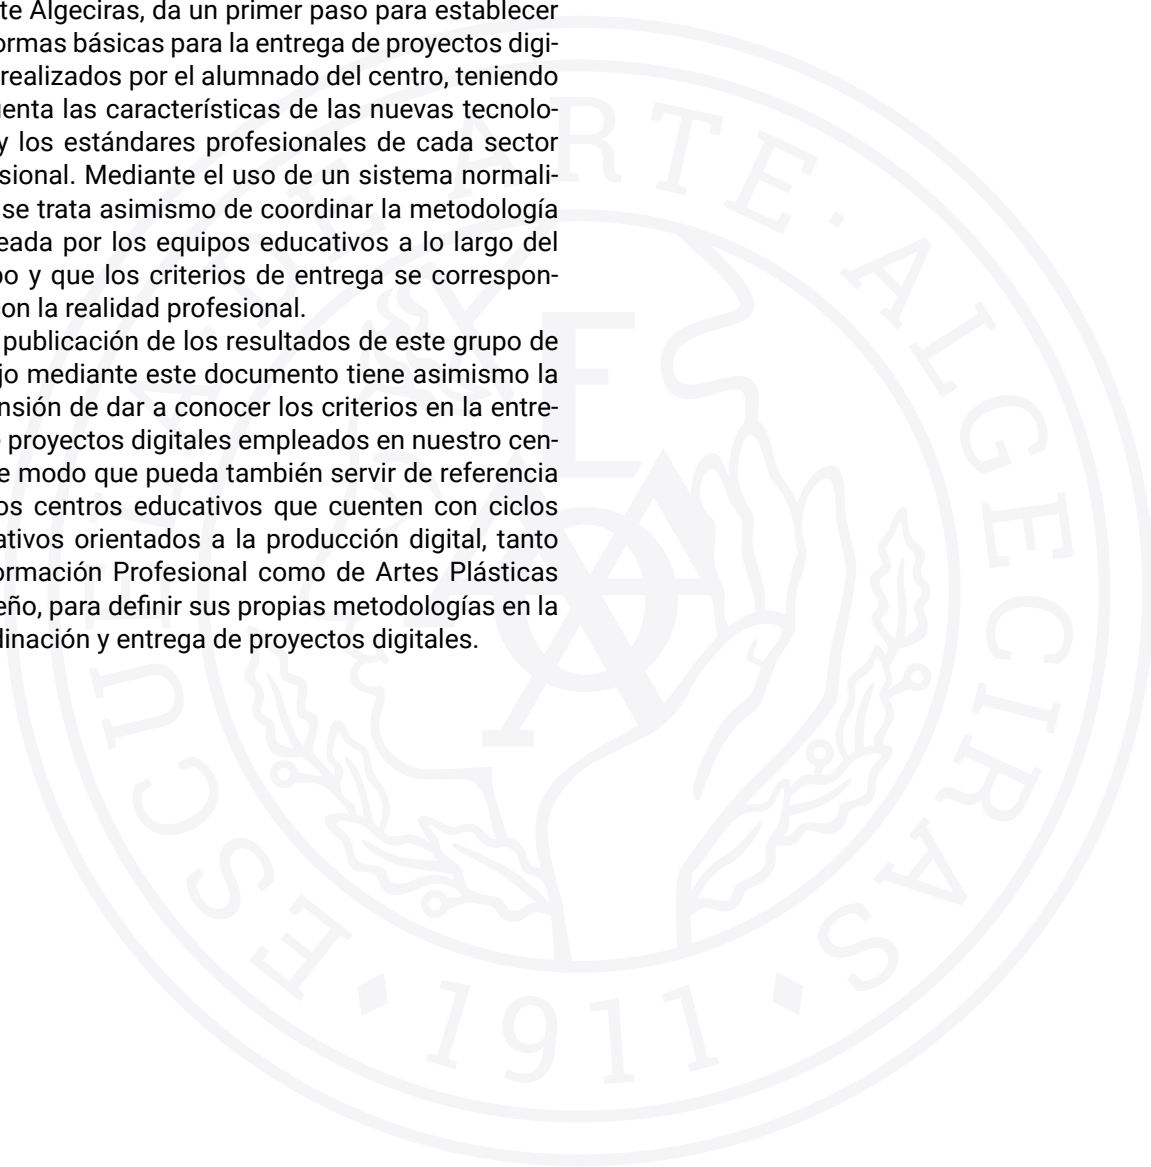 te Algeciras, da un primer paso para establecer
ormas básicas para la entrega de proyectos digi-
realizados por el alumnado del centro, teniendo
enta las características de las nuevas tecnolo-
y los estándares profesionales de cada sector
sional. Mediante el uso de un sistema normali-
se trata asimismo de coordinar la metodología
eada por los equipos educativos a lo largo del
po y que los criterios de entrega se correspon-
on la realidad profesional.
publicación de los resultados de este grupo de
jo mediante este documento tiene asimismo la
nsión de dar a conocer los criterios en la entre-
e proyectos digitales empleados en nuestro cen-
e modo que pueda también servir de referencia
os centros educativos que cuenten con ciclos
ativos orientados a la producción digital, tanto
ormación Profesional como de Artes Plásticas
eño, para definir sus propias metodologías en la
dinación y entrega de proyectos digitales.
ESCUELA DE ARTE · ALGECIRAS
1911